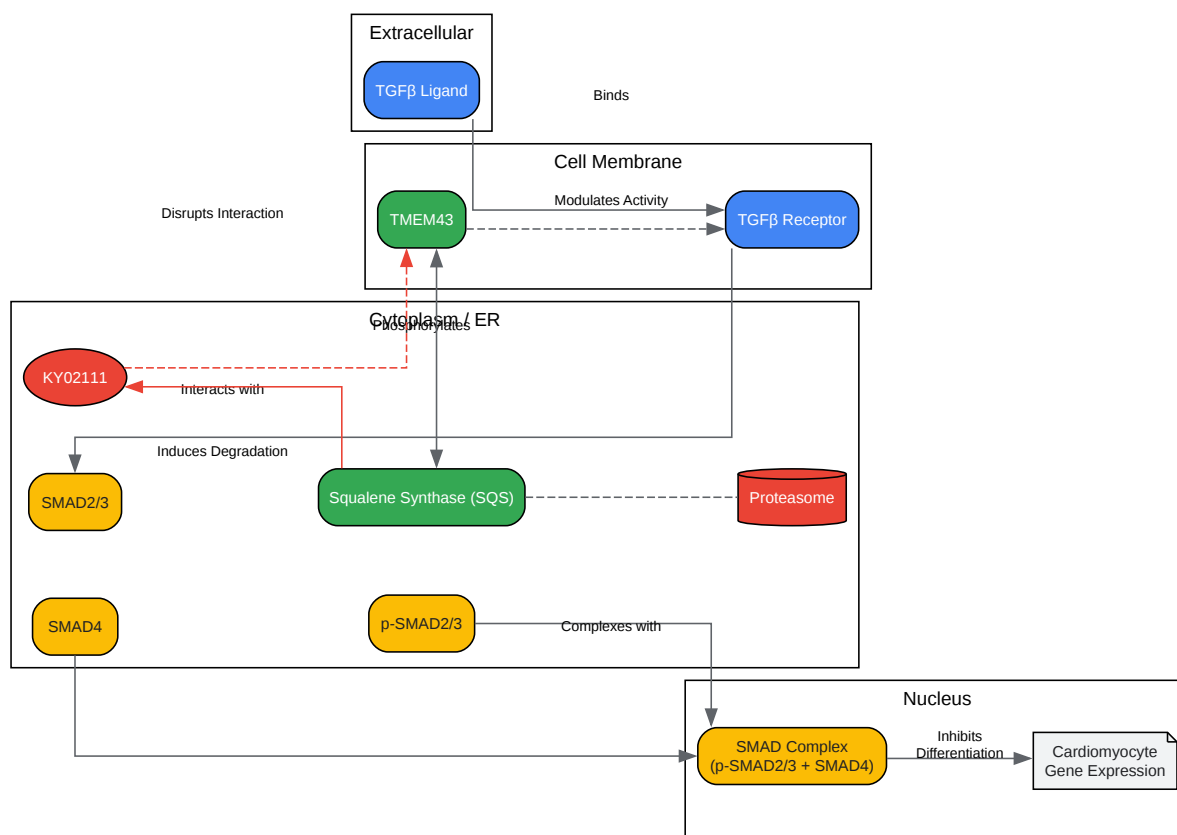 Extracellular
TGFβ Ligand
Binds
Cell Membrane
Disrupts Interaction
TMEM43
Modulates Activity
TGFβ Receptor
Cytoplasm / ER
Phosphorylates
KY02111
Interacts with
Induces Degradation
SMAD2/3
Squalene Synthase (SQS)
Proteasome
SMAD4
p-SMAD2/3
Complexes with
Nucleus
SMAD Complex
(p-SMAD2/3 + SMAD4)
Inhibits
Differentiation
Cardiomyocyte
Gene Expression